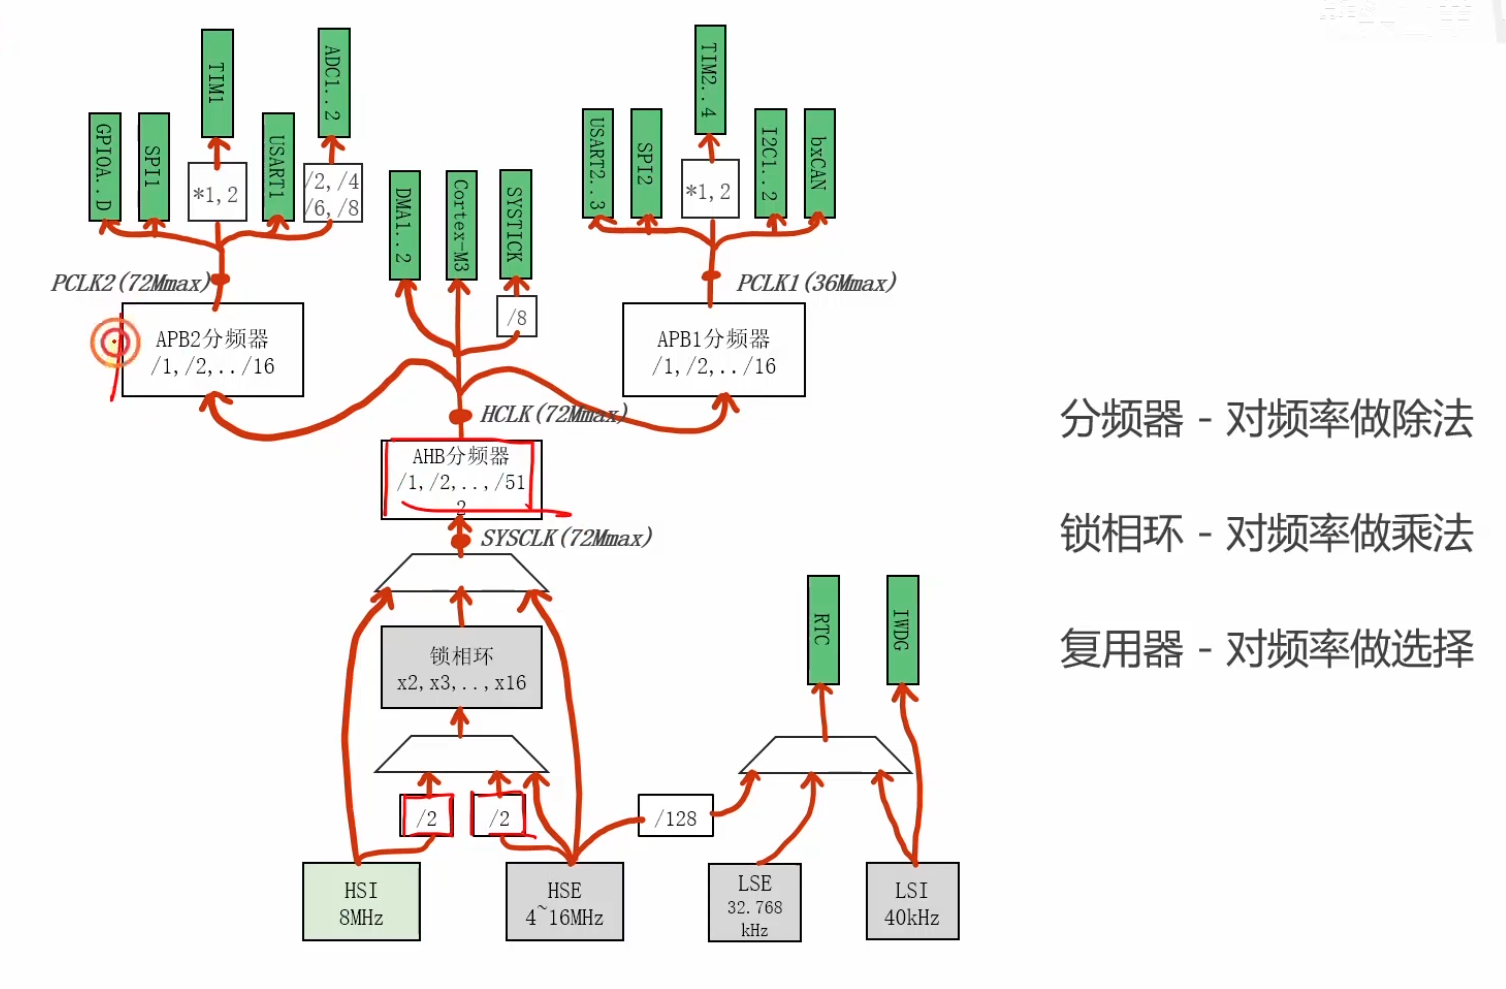 TIM1
ADC1..2
GPIOA..D
SPI1
*1,2
USART1
/2,/4
/6,/8
DMA1..2
Cortex-M3
SYSTICK
/8
TIM2..4
USART2..3
SPI2
*1,2
I2C1..2
bxCAN
PCLK2(72Mmax)
PCLK1(36Mmax)
APB2分频器
/1,/2,../16
APB1分频器
/1,/2,../16
HCLK(72Mmax)
AHB分频器
/1,/2,..,/51
2
SYSCLK(72Mmax)
锁相环
x2,x3,..,x16
/2
/2
/128
RTC
IWDG
HSI
8MHz
HSE
4~16MHz
LSE
32.768
kHz
LSI
40kHz
分频器 - 对频率做除法
锁相环 - 对频率做乘法
复用器 - 对频率做选择